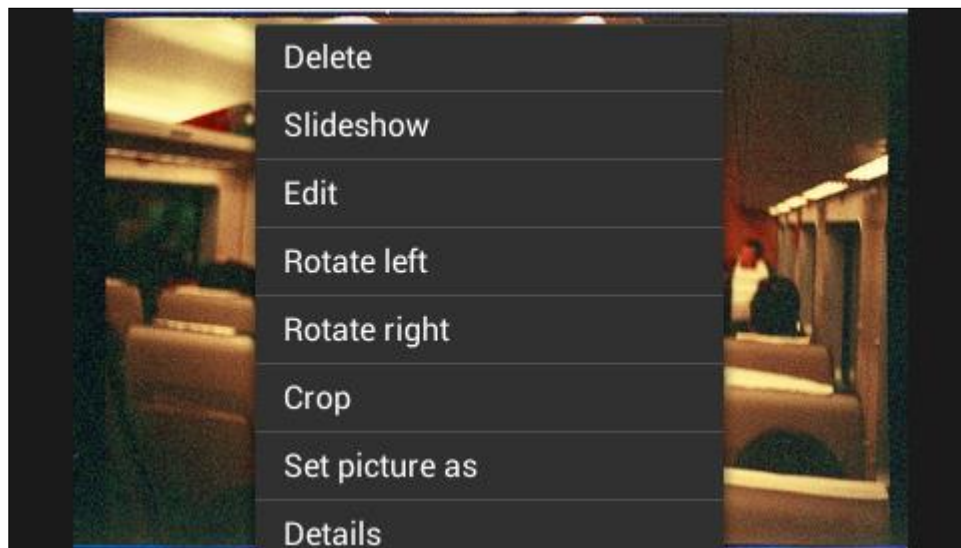 Delete
Slideshow
Edit
Rotate left
Rotate right
Crop
Set picture as
Details